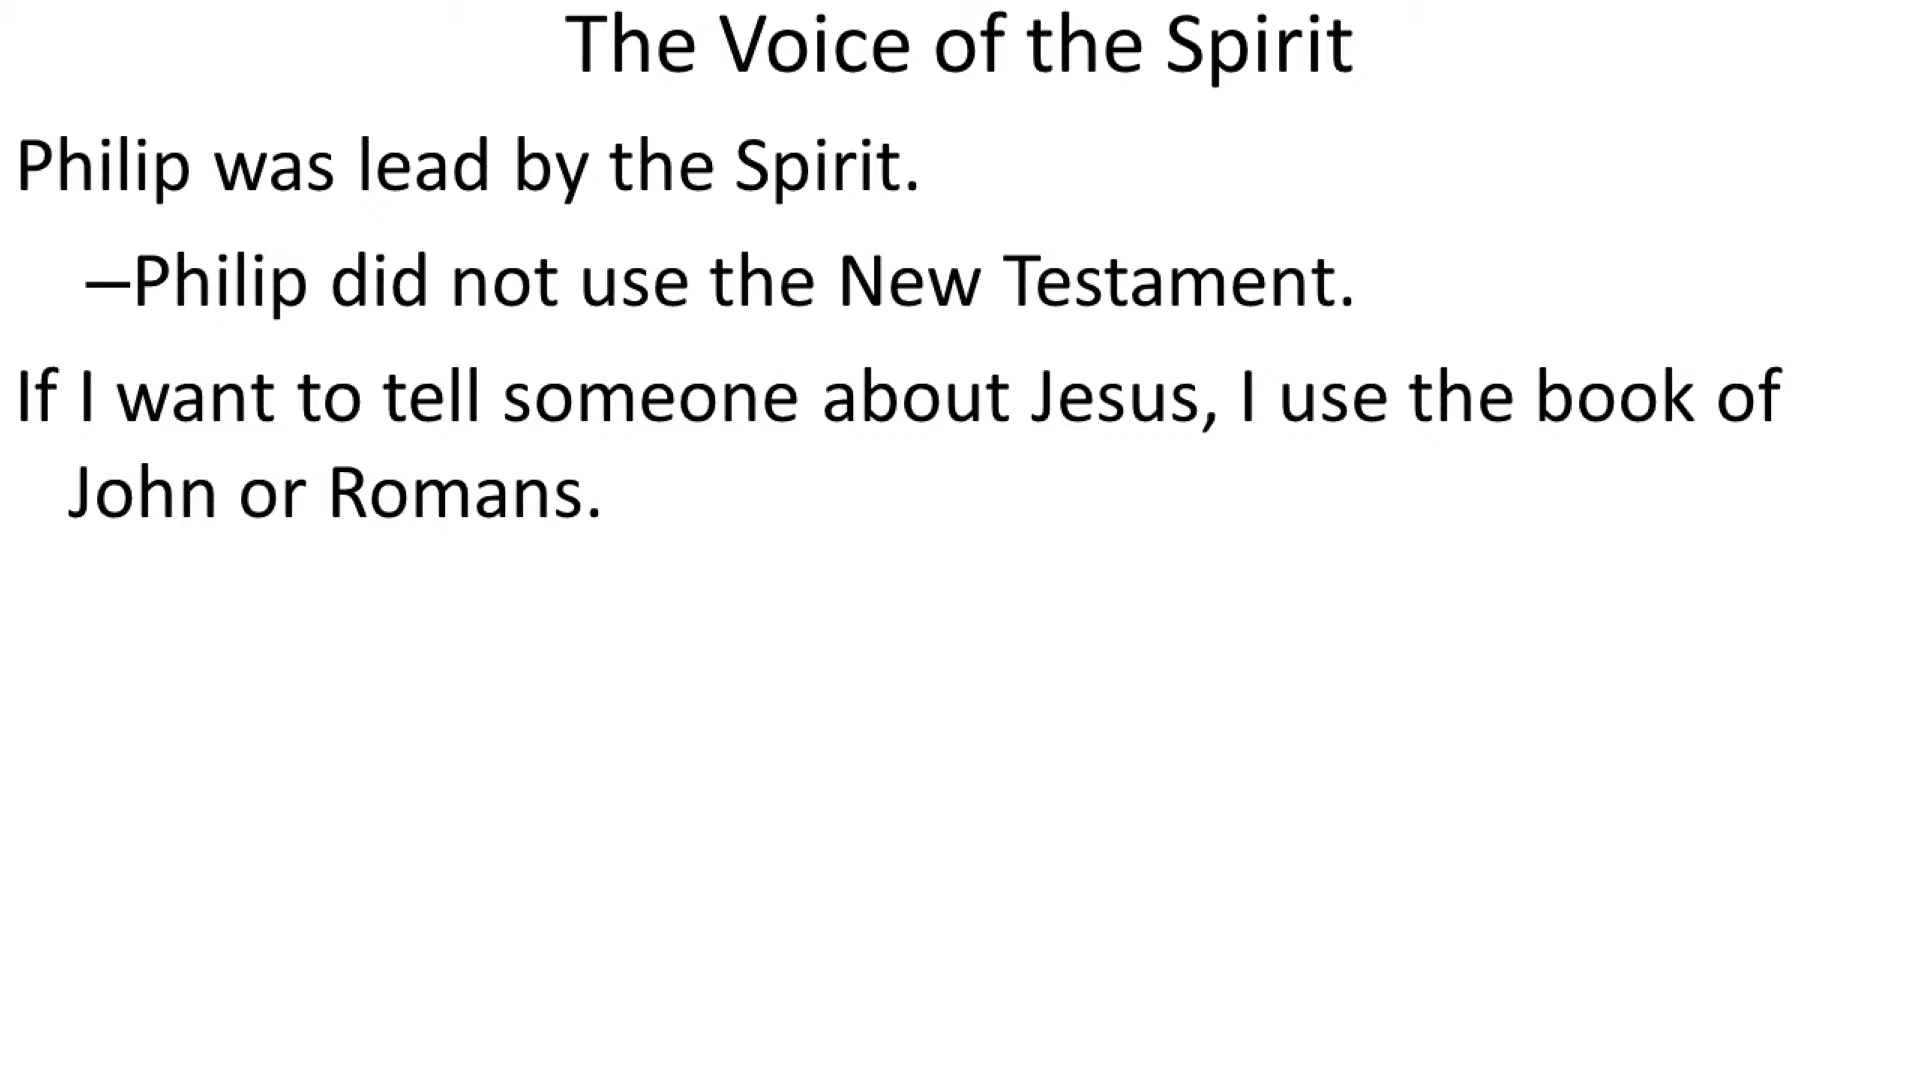 The Voice of the Spirit
Philip was lead by the Spirit.
–Philip did not use the New Testament.
If I want to tell someone about Jesus, I use the book of
John or Romans.